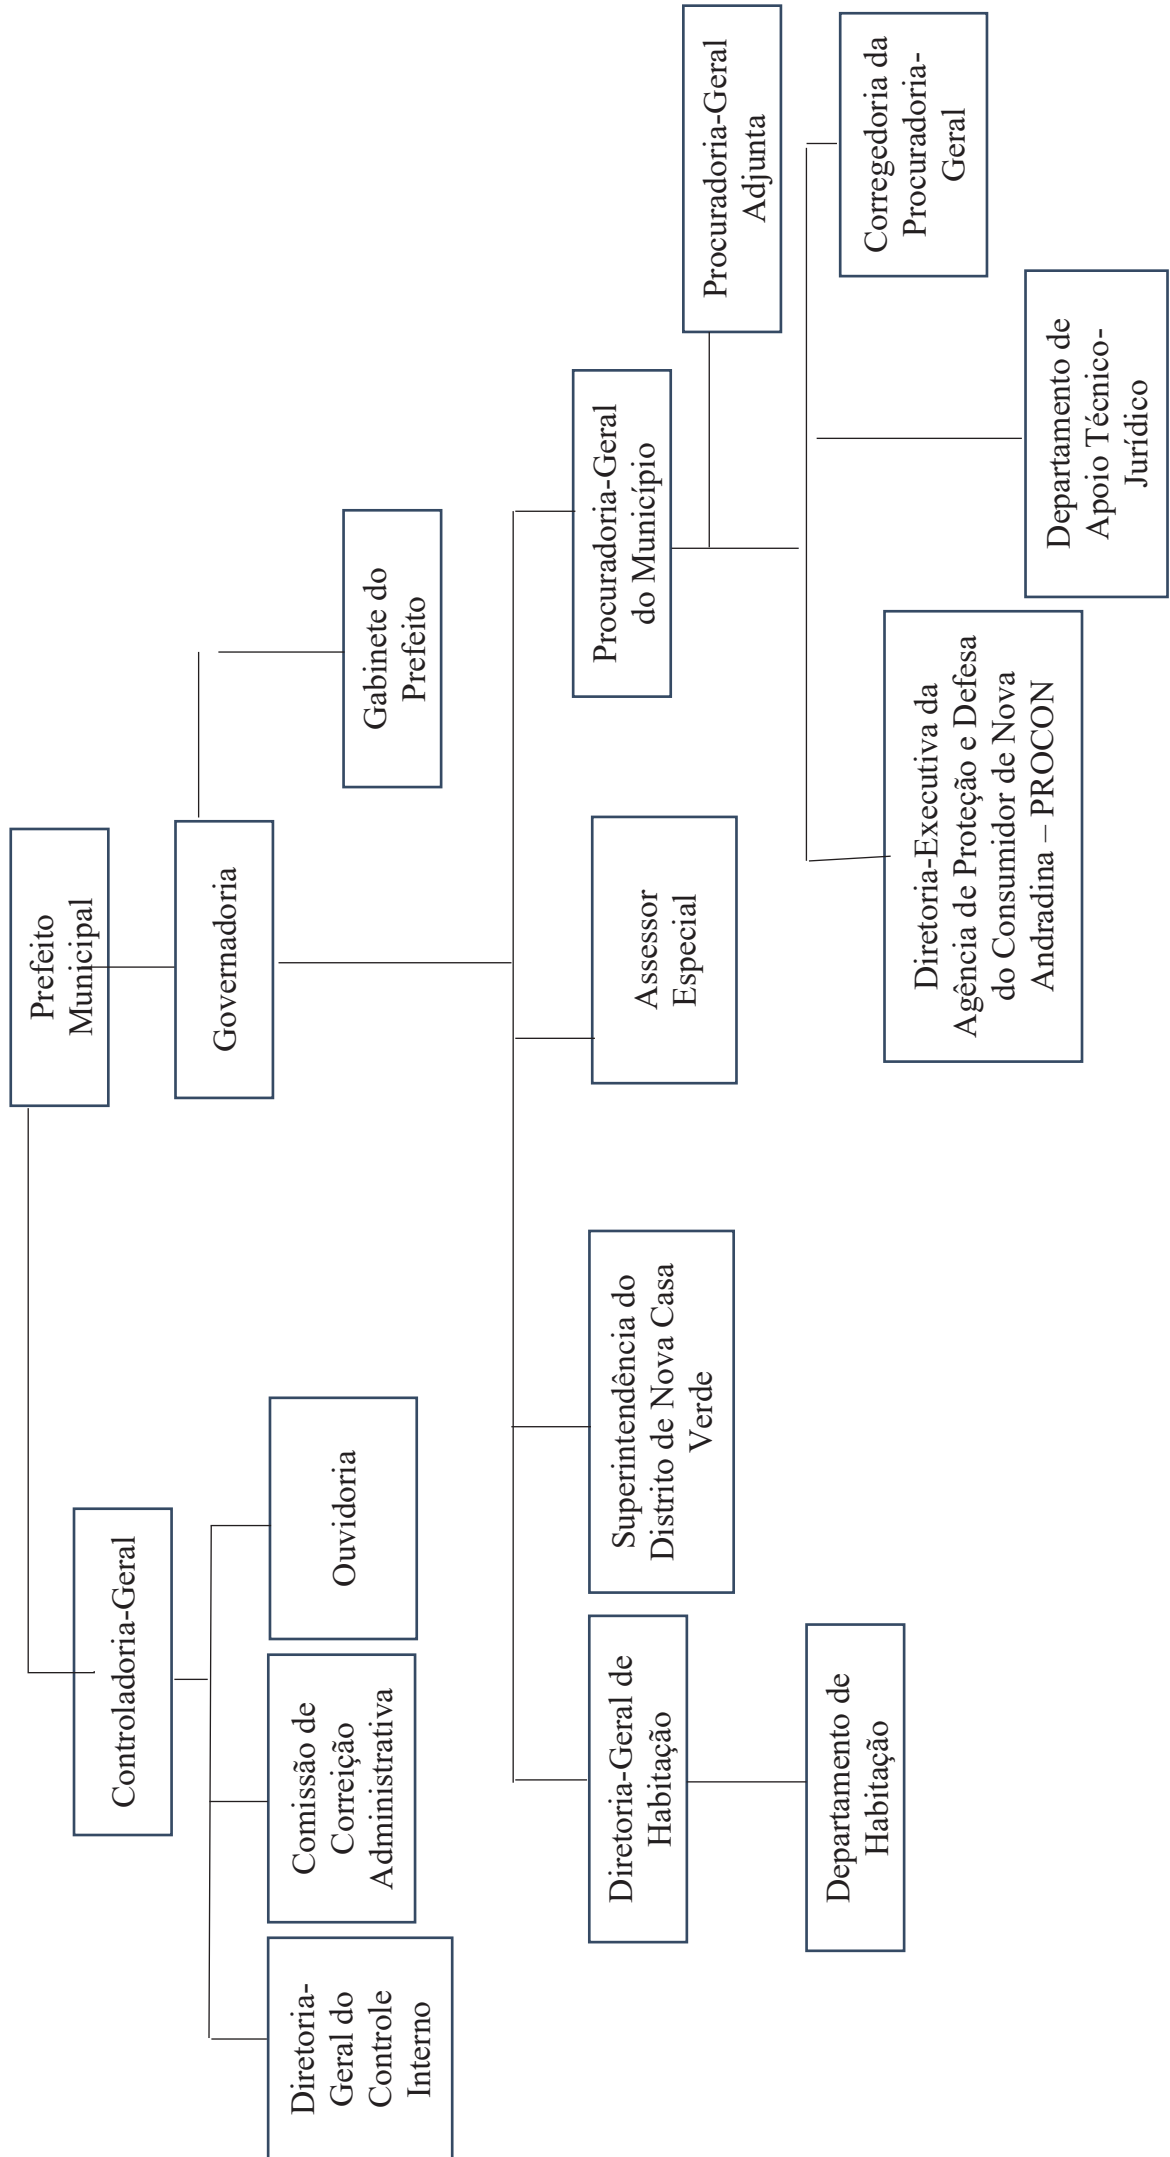 Prefeito
Municipal
Controladoria-Geral
Governadoria
Diretoria-
Geral do
Controle
Interno
Comissão de
Correição
Administrativa
Ouvidoria
Gabinete do
Prefeito
Diretoria-Geral de
Habitação
Superintendência do
Distrito de Nova Casa
Verde
Assessor
Especial
Procuradoria-Geral
do Município
Procuradoria-Geral
Adjunta
Departamento de
Habitação
Diretoria-Executiva da
Agência de Proteção e Defesa
do Consumidor de Nova
Andradina – PROCON
Departamento de
Apoio Técnico-
Jurídico
Corregedoria da
Procuradoria-
Geral